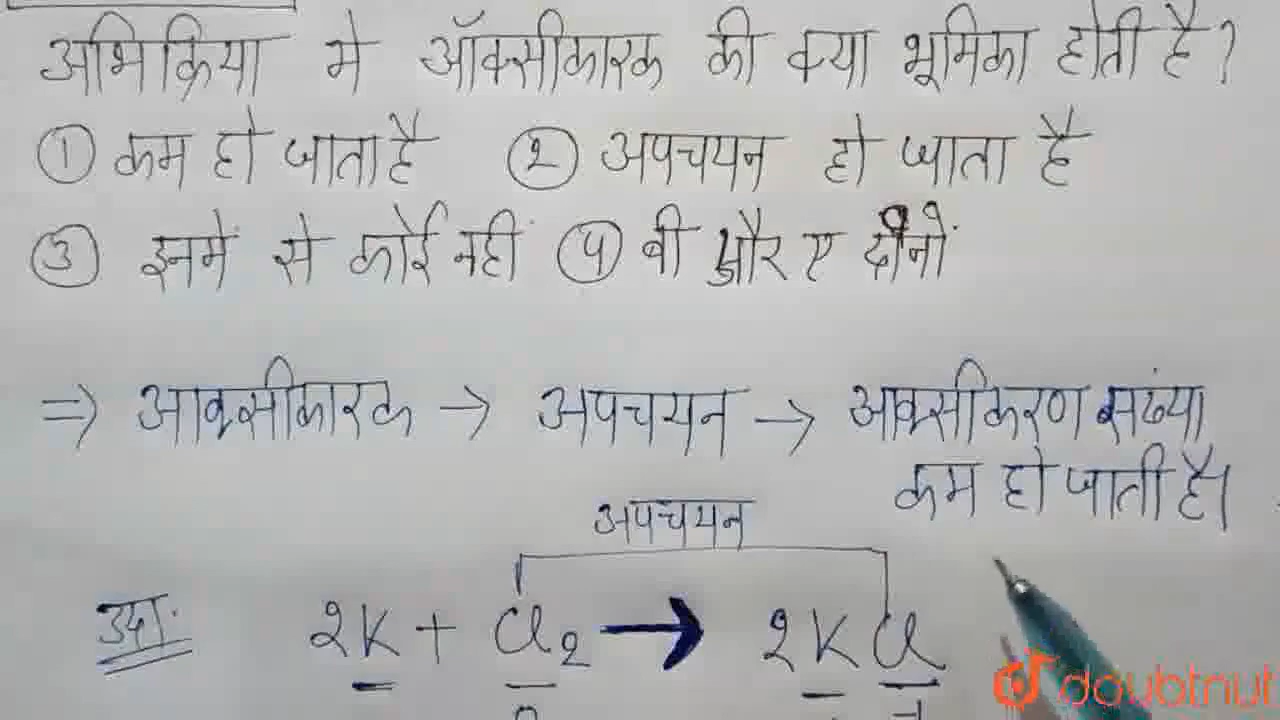 अभिक्रिया मे ऑक्सीकारक की क्या भूमिका होती है?
① कम हो जाता है ② अपचयन हो जाता है
③ इनमें से कोई नहीं ④ बी और ए दोनों
⇒ आक्सीकारक → अपचयन → आक्सीकरण सख्ंया
कम हो जाती है।
अपचयन
उदा. 2K + Cl₂ → 2KCl
doubtnut